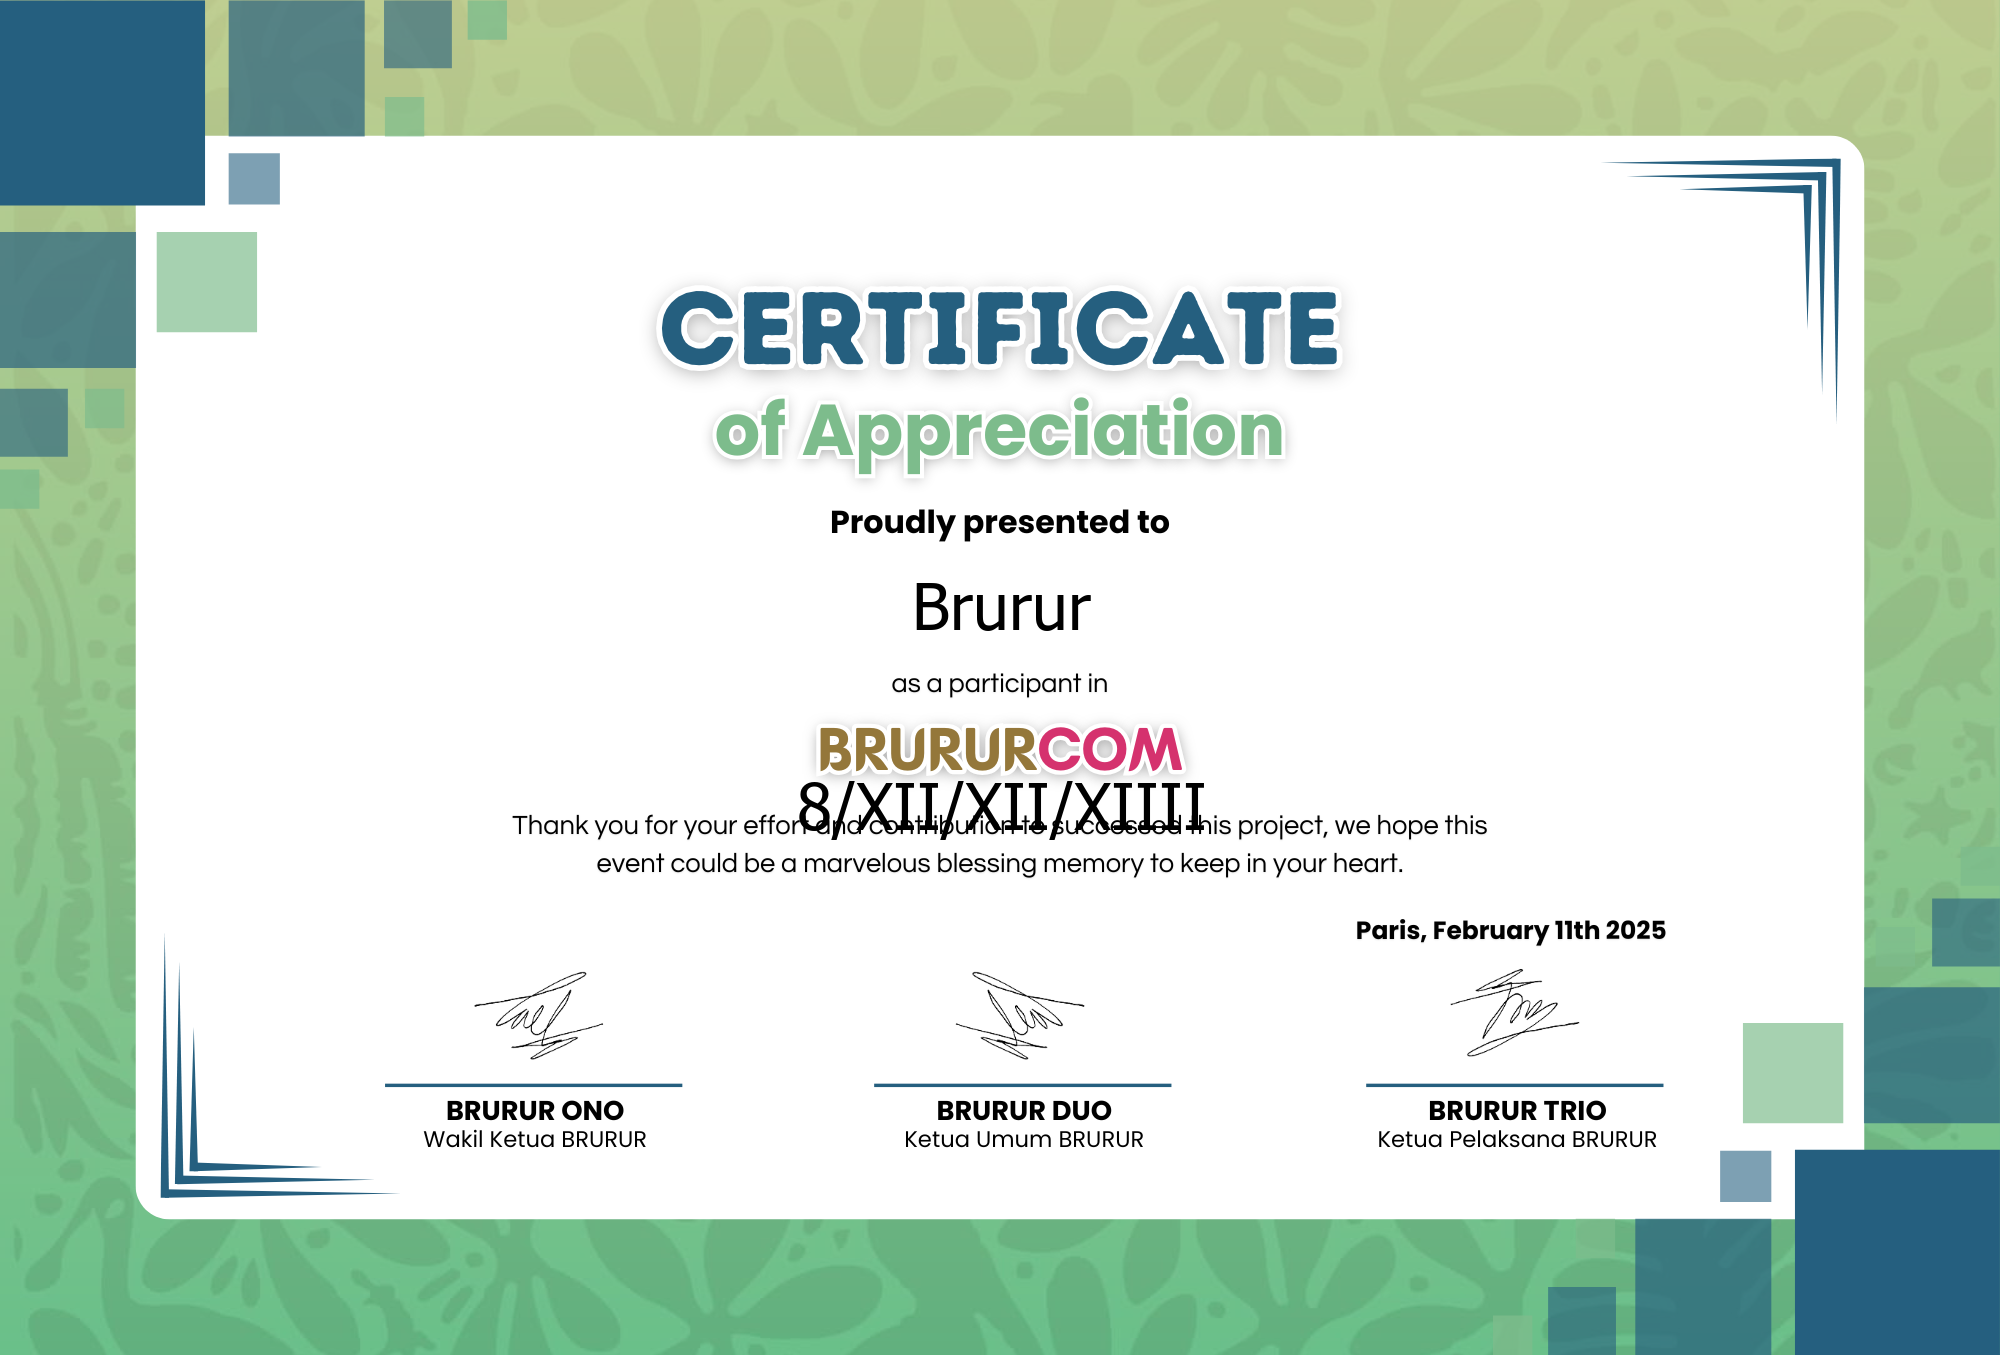 CERTIFICATE
of Appreciation
Proudly presented to
Brurur
as a participant in
BRURURCOM
8/XII/XII/XIIII
Thank you for your effort and contribution to successed this project, we hope this
event could be a marvelous blessing memory to keep in your heart.
Paris, February 11th 2025
BRURUR ONO
Wakil Ketua BRURUR
BRURUR DUO
Ketua Umum BRURUR
BRURUR TRIO
Ketua Pelaksana BRURUR